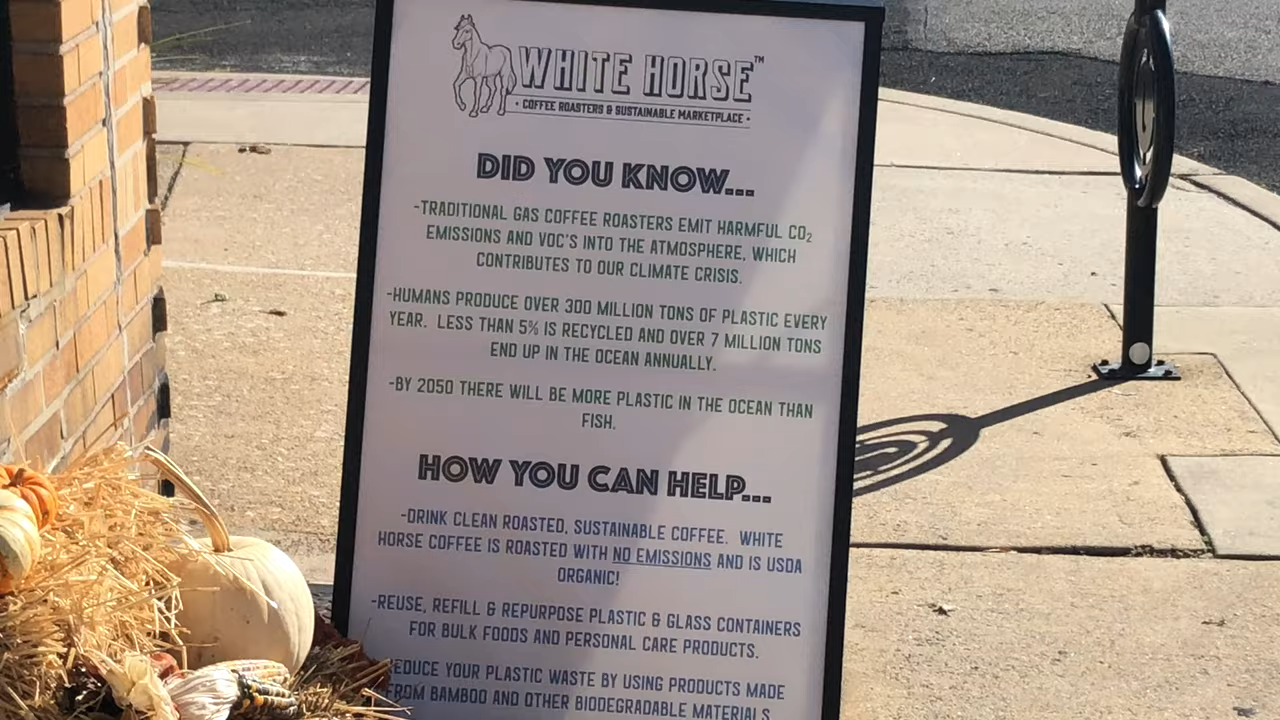 WHITE HORSE™
• COFFEE ROASTERS & SUSTAINABLE MARKETPLACE •
DID YOU KNOW...
-TRADITIONAL GAS COFFEE ROASTERS EMIT HARMFUL CO₂
EMISSIONS AND VOC'S INTO THE ATMOSPHERE, WHICH
CONTRIBUTES TO OUR CLIMATE CRISIS.
-HUMANS PRODUCE OVER 300 MILLION TONS OF PLASTIC EVERY
YEAR. LESS THAN 5% IS RECYCLED AND OVER 7 MILLION TONS
END UP IN THE OCEAN ANNUALLY.
-BY 2050 THERE WILL BE MORE PLASTIC IN THE OCEAN THAN
FISH.
HOW YOU CAN HELP...
-DRINK CLEAN ROASTED, SUSTAINABLE COFFEE. WHITE
HORSE COFFEE IS ROASTED WITH NO EMISSIONS AND IS USDA
ORGANIC!
-REUSE, REFILL & REPURPOSE PLASTIC & GLASS CONTAINERS
FOR BULK FOODS AND PERSONAL CARE PRODUCTS.
EDUCE YOUR PLASTIC WASTE BY USING PRODUCTS MADE
FROM BAMBOO AND OTHER BIODEGRADABLE MATERIALS